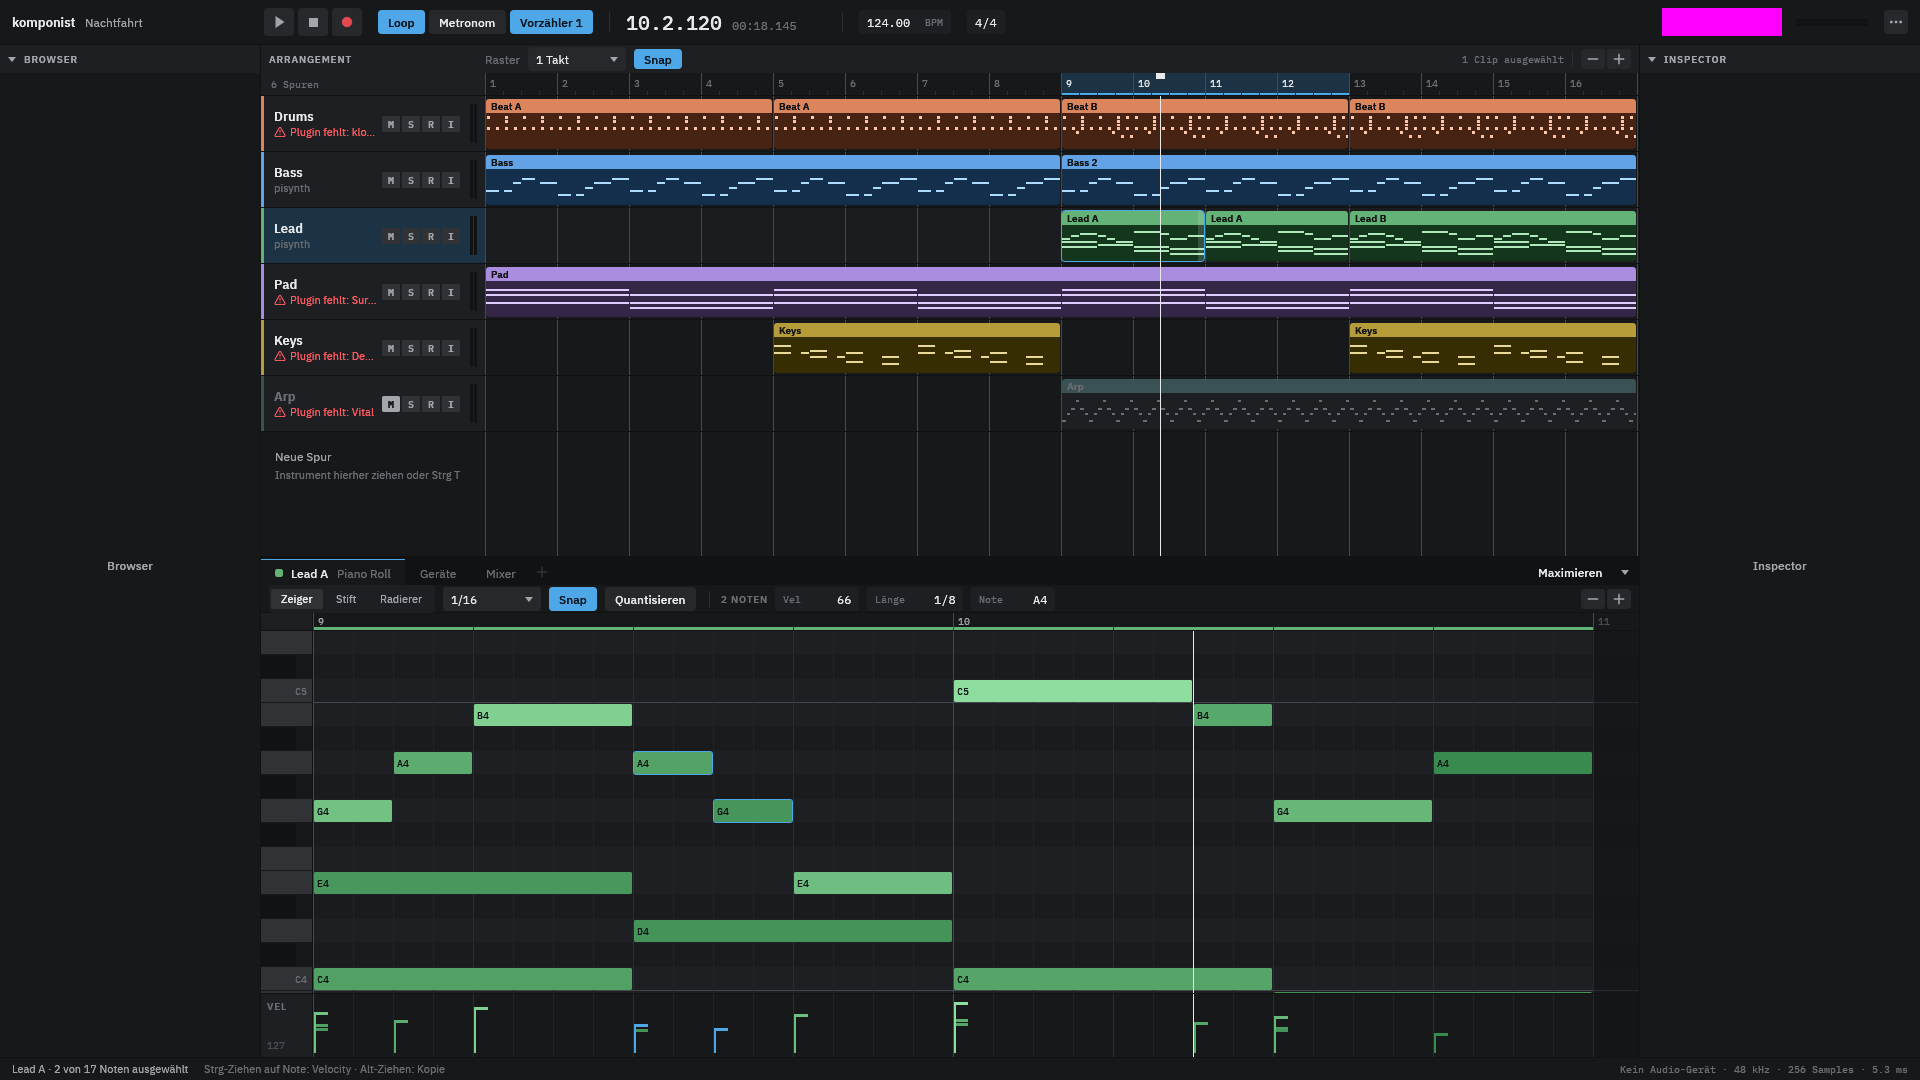 komponist Nachtfahrt Loop Metronom Vorzähler 1 10.2.120 00:18.145 124.00 BPM 4/4
BROWSER
ARRANGEMENT Raster 1 Takt Snap 1 Clip ausgewählt
INSPECTOR
6 Spuren 1 2 3 4 5 6 7 8 9 10 11 12 13 14 15 16
Drums M S R I
Plugin fehlt: klo...
Beat A Beat A Beat B Beat B
Bass M S R I
pisynth
Bass Bass 2
Lead M S R I
pisynth
Lead A Lead A Lead B
Pad M S R I
Plugin fehlt: Sur...
Pad
Keys M S R I
Plugin fehlt: De...
Keys Keys
Arp M S R I
Plugin fehlt: Vital
Arp
Neue Spur
Instrument hierher ziehen oder Strg T
Browser
Inspector
Lead A Piano Roll Geräte Mixer Maximieren
Zeiger Stift Radierer 1/16 Snap Quantisieren 2 NOTEN Vel 66 Länge 1/8 Note A4
9 10 11
C5 C5
B4 B4
A4 A4 A4
G4 G4 G4
E4 E4
D4
C4 C4 C4
VEL
127
Lead A · 2 von 17 Noten ausgewählt Strg-Ziehen auf Note: Velocity · Alt-Ziehen: Kopie Kein Audio-Gerät · 48 kHz · 256 Samples · 5.3 ms